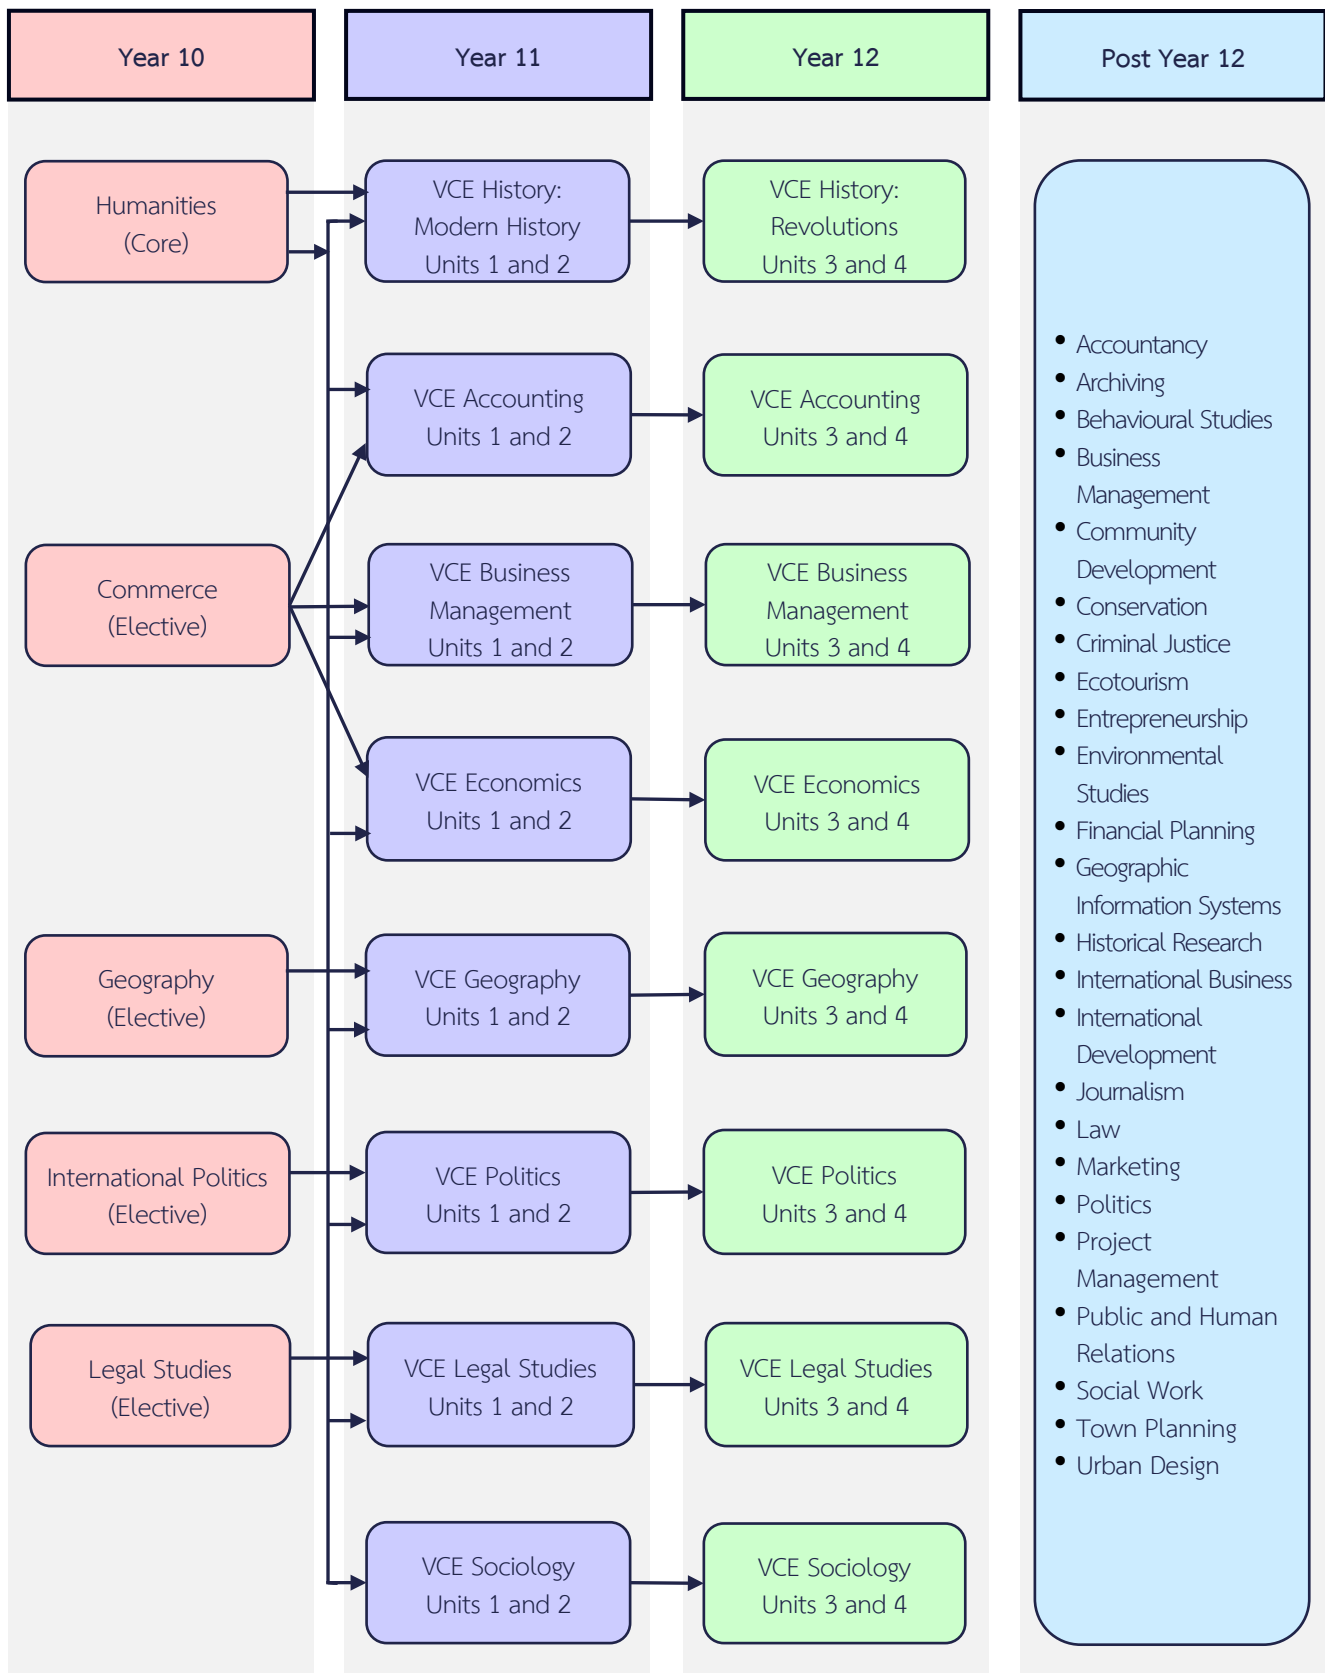 Year 10
Year 11
Year 12
Post Year 12
Humanities
(Core)
Commerce
(Elective)
Geography
(Elective)
International Politics
(Elective)
Legal Studies
(Elective)
VCE History:
Modern History
Units 1 and 2
VCE Accounting
Units 1 and 2
VCE Business
Management
Units 1 and 2
VCE Economics
Units 1 and 2
VCE Geography
Units 1 and 2
VCE Politics
Units 1 and 2
VCE Legal Studies
Units 1 and 2
VCE Sociology
Units 1 and 2
VCE History:
Revolutions
Units 3 and 4
VCE Accounting
Units 3 and 4
VCE Business
Management
Units 3 and 4
VCE Economics
Units 3 and 4
VCE Geography
Units 3 and 4
VCE Politics
Units 3 and 4
VCE Legal Studies
Units 3 and 4
VCE Sociology
Units 3 and 4
• Accountancy
• Archiving
• Behavioural Studies
• Business
Management
• Community
Development
• Conservation
• Criminal Justice
• Ecotourism
• Entrepreneurship
• Environmental
Studies
• Financial Planning
• Geographic
Information Systems
• Historical Research
• International Business
• International
Development
• Journalism
• Law
• Marketing
• Politics
• Project
Management
• Public and Human
Relations
• Social Work
• Town Planning
• Urban Design